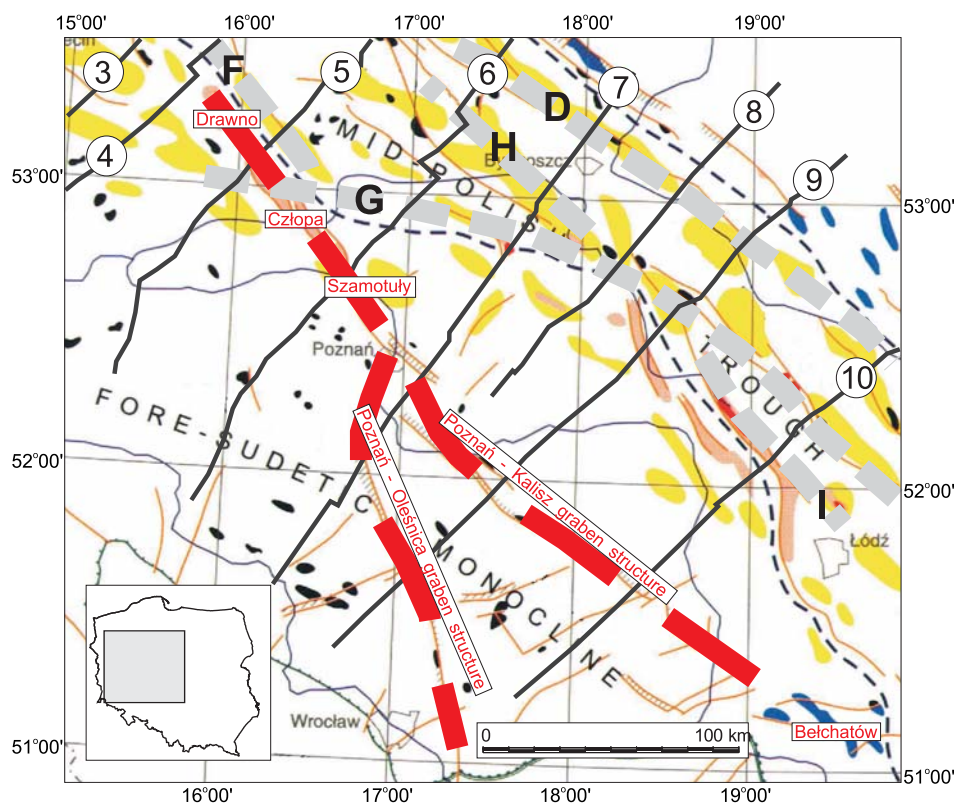 15°00'
16°00'
17°00'
18°00'
19°00'
ecin
3
F
5
6
7
D
8
Drawno
4
MID-POLISH
H
Bydgoszcz
53°00'
9
G
53°00'
Człopa
Szamotuły
Poznań
TROUGH
10
FORE-SUDETIC
MONOCLINE
Poznań - Oleśnica graben structure
Poznań - Kalisz graben structure
52°00'
52°00'
I
Łódź
Wrocław
0
100 km
Bełchatów
51°00'
51°00'
16°00'
17°00'
18°00'
19°00'